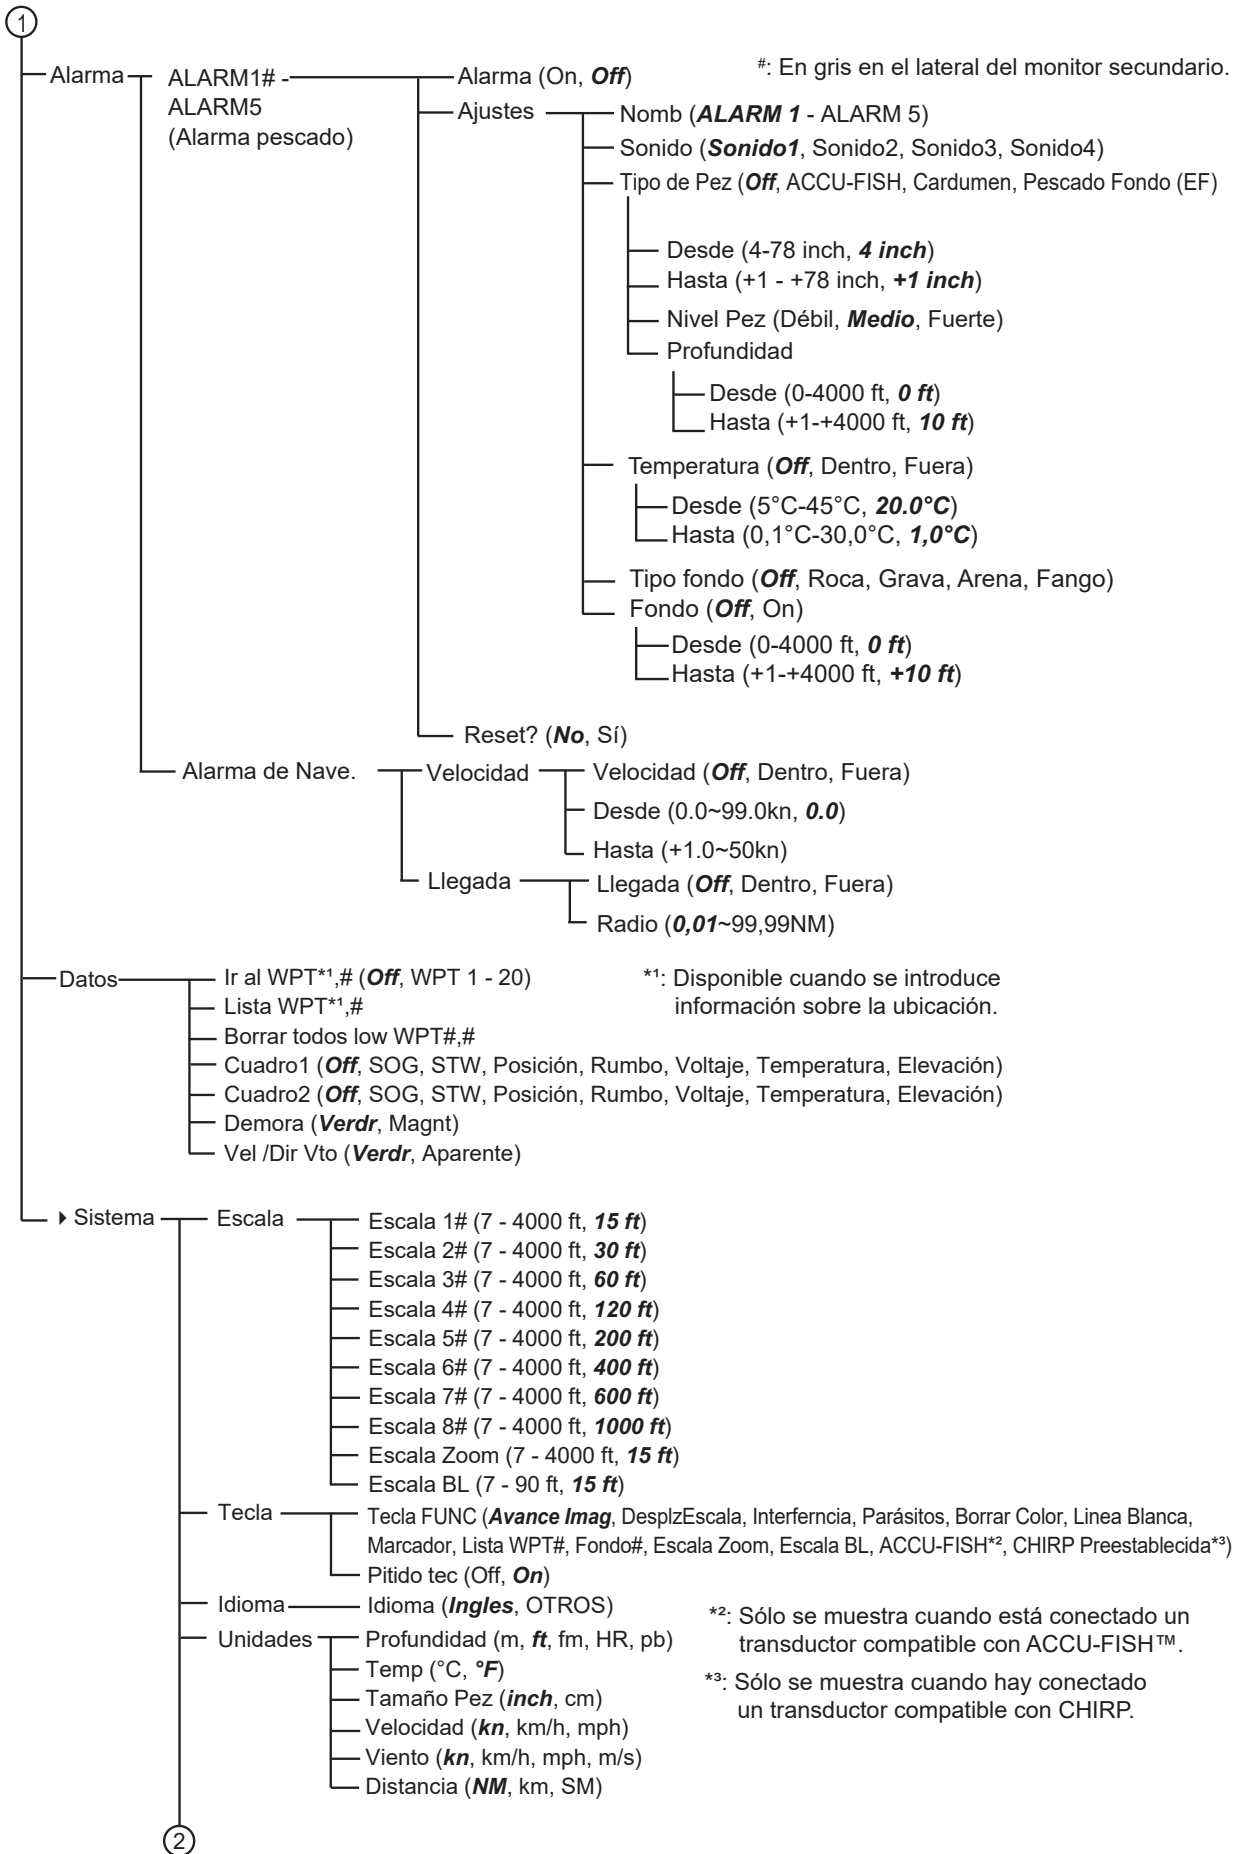 1
Alarma
ALARM1# -
ALARM5
(Alarma pescado)
Alarma (On, Off)
#: En gris en el lateral del monitor secundario.
Ajustes
Nomb (ALARM 1 - ALARM 5)
Sonido (Sonido1, Sonido2, Sonido3, Sonido4)
Tipo de Pez (Off, ACCU-FISH, Cardumen, Pescado Fondo (EF)
Desde (4-78 inch, 4 inch)
Hasta (+1 - +78 inch, +1 inch)
Nivel Pez (Débil, Medio, Fuerte)
Profundidad
Desde (0-4000 ft, 0 ft)
Hasta (+1-+4000 ft, 10 ft)
Temperatura (Off, Dentro, Fuera)
Desde (5°C-45°C, 20.0°C)
Hasta (0,1°C-30,0°C, 1,0°C)
Tipo fondo (Off, Roca, Grava, Arena, Fango)
Fondo (Off, On)
Desde (0-4000 ft, 0 ft)
Hasta (+1-+4000 ft, +10 ft)
Reset? (No, Sí)
Alarma de Nave.
Velocidad
Velocidad (Off, Dentro, Fuera)
Desde (0.0~99.0kn, 0.0)
Hasta (+1.0~50kn)
Llegada
Llegada (Off, Dentro, Fuera)
Radio (0,01~99,99NM)
Datos
Ir al WPT*¹,# (Off, WPT 1 - 20)
*¹: Disponible cuando se introduce
información sobre la ubicación.
Lista WPT*¹,#
Borrar todos low WPT#,#
Cuadro1 (Off, SOG, STW, Posición, Rumbo, Voltaje, Temperatura, Elevación)
Cuadro2 (Off, SOG, STW, Posición, Rumbo, Voltaje, Temperatura, Elevación)
Demora (Verdr, Magnt)
Vel /Dir Vto (Verdr, Aparente)
Sistema
Escala
Escala 1# (7 - 4000 ft, 15 ft)
Escala 2# (7 - 4000 ft, 30 ft)
Escala 3# (7 - 4000 ft, 60 ft)
Escala 4# (7 - 4000 ft, 120 ft)
Escala 5# (7 - 4000 ft, 200 ft)
Escala 6# (7 - 4000 ft, 400 ft)
Escala 7# (7 - 4000 ft, 600 ft)
Escala 8# (7 - 4000 ft, 1000 ft)
Escala Zoom (7 - 4000 ft, 15 ft)
Escala BL (7 - 90 ft, 15 ft)
Tecla
Tecla FUNC (Avance Imag, DesplzEscala, Interferncia, Parásitos, Borrar Color, Linea Blanca,
Marcador, Lista WPT#, Fondo#, Escala Zoom, Escala BL, ACCU-FISH*², CHIRP Preestablecida*³)
Pitido tec (Off, On)
Idioma
Idioma (Ingles, OTROS)
*²: Sólo se muestra cuando está conectado un
transductor compatible con ACCU-FISH™.
*³: Sólo se muestra cuando hay conectado
un transductor compatible con CHIRP.
Unidades
Profundidad (m, ft, fm, HR, pb)
Temp (°C, °F)
Tamaño Pez (inch, cm)
Velocidad (kn, km/h, mph)
Viento (kn, km/h, mph, m/s)
Distancia (NM, km, SM)
2